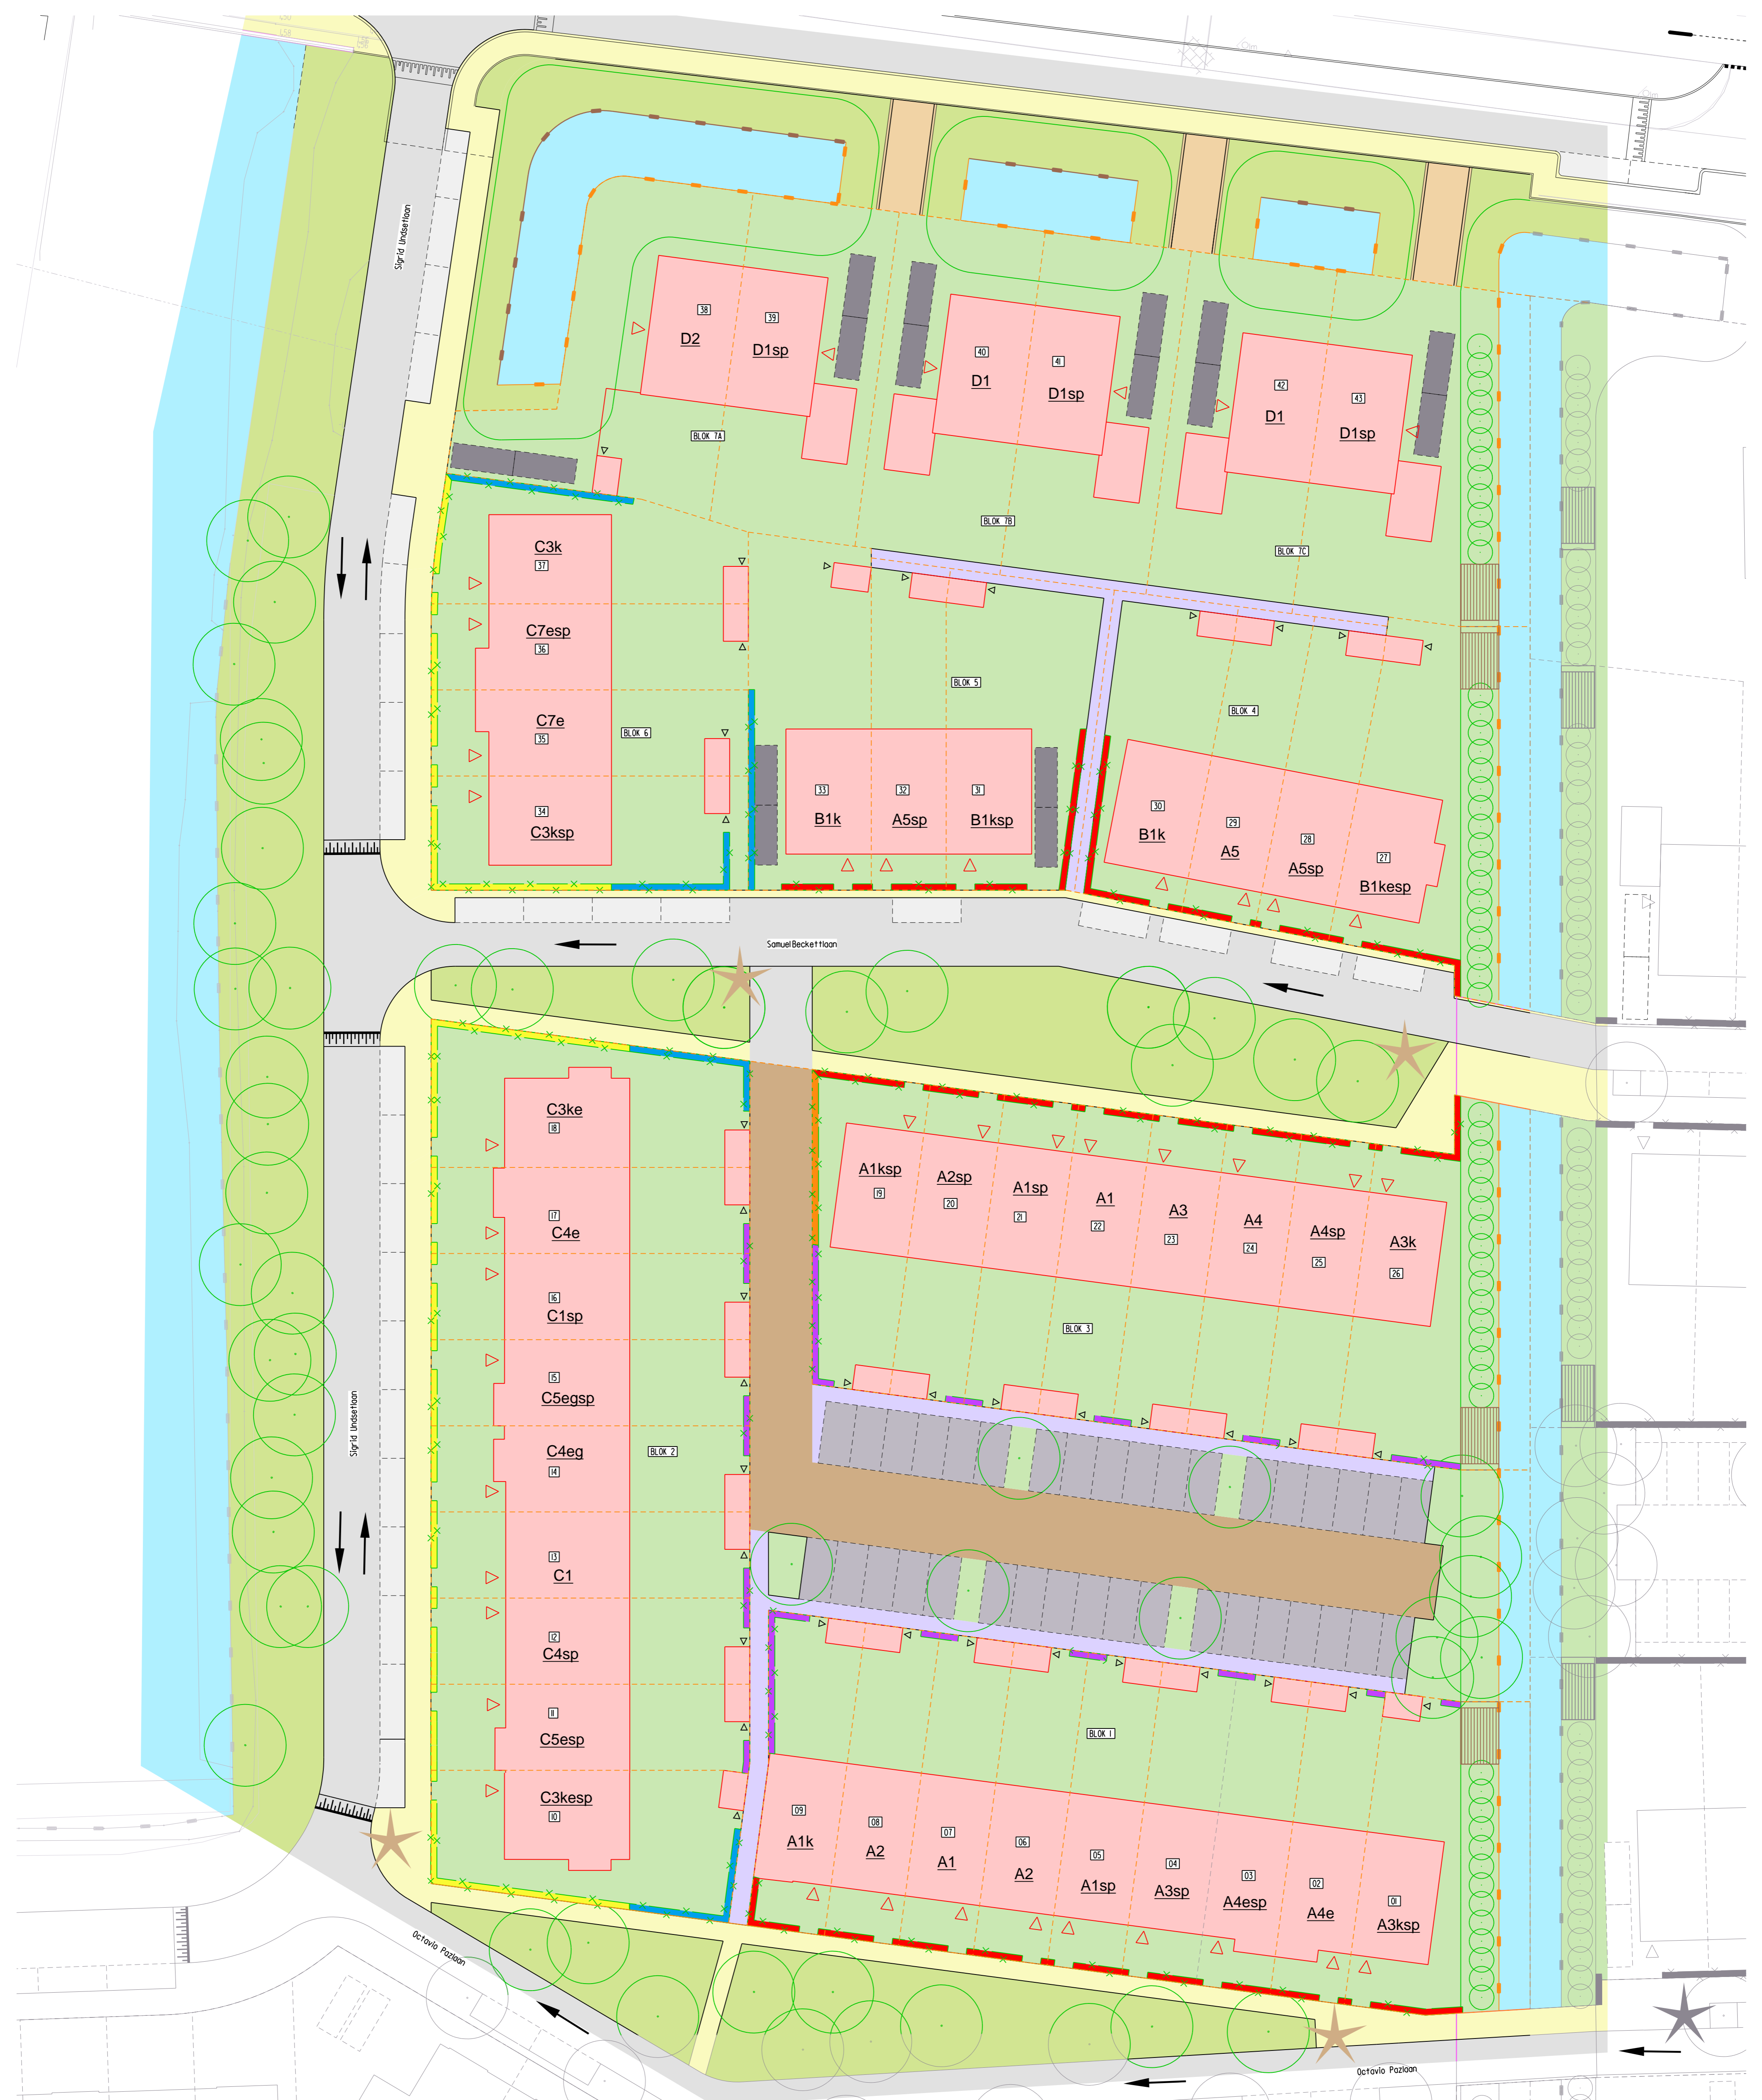 Sigrid Undsetlaan
38
39
D2
D1sp
40
41
D1
D1sp
42
43
D1
D1sp
BLOK 7A
BLOK 7B
BLOK 7C
C3k
37
C7esp
36
C7e
35
34
C3ksp
BLOK 6
BLOK 5
33
32
31
B1k
A5sp
B1ksp
BLOK 4
30
29
28
27
B1k
A5
A5sp
B1kesp
Samuel Beckettlaan
C3ke
18
17
C4e
16
C1sp
15
C5egsp
C4eg
14
13
C1
12
C4sp
11
C5esp
C3kesp
10
BLOK 2
Sigrid Undsetlaan
A1ksp
19
A2sp
20
A1sp
21
A1
22
A3
23
A4
24
A4sp
25
A3k
26
BLOK 3
BLOK 1
09
A1k
08
A2
07
A1
06
A2
05
A1sp
04
A3sp
03
A4esp
02
A4e
01
A3ksp
Octavio Pazlaan
Octavio Pazlaan